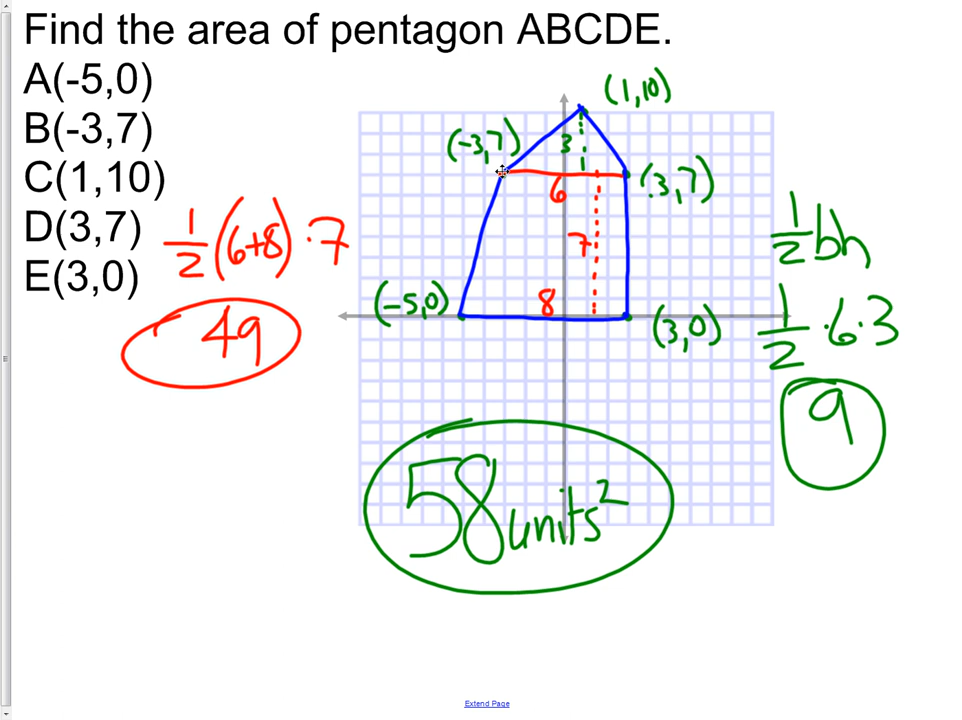 Find the area of pentagon ABCDE.
A(-5,0)
B(-3,7)
C(1,10)
D(3,7)
E(3,0)
(1,10)
(-3,7)
3
6
(3,7)
1/2(6+8)·7
7
1/2bh
(-5,0)
8
(3,0)
1/2·6·3
49
9
58 units²
Extend Page